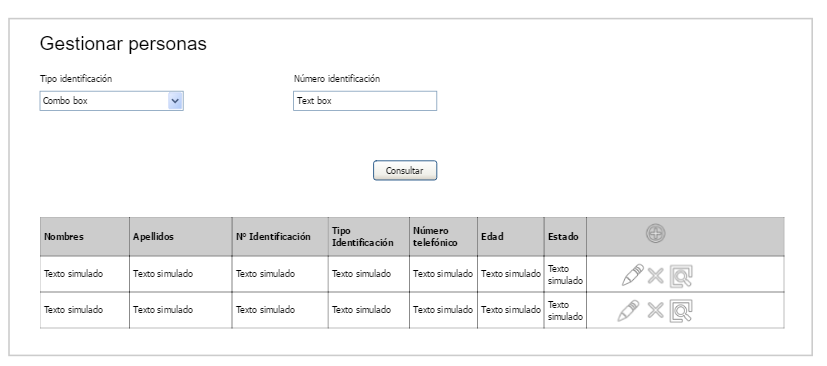 Gestionar personas
Tipo identificación Número identificación
Combo box Text box
Consultar
Nombres Apellidos Nº Identificación Tipo Identificación Número telefónico Edad Estado
Texto simulado Texto simulado Texto simulado Texto simulado Texto simulado Texto simulado Texto simulado
Texto simulado Texto simulado Texto simulado Texto simulado Texto simulado Texto simulado Texto simulado